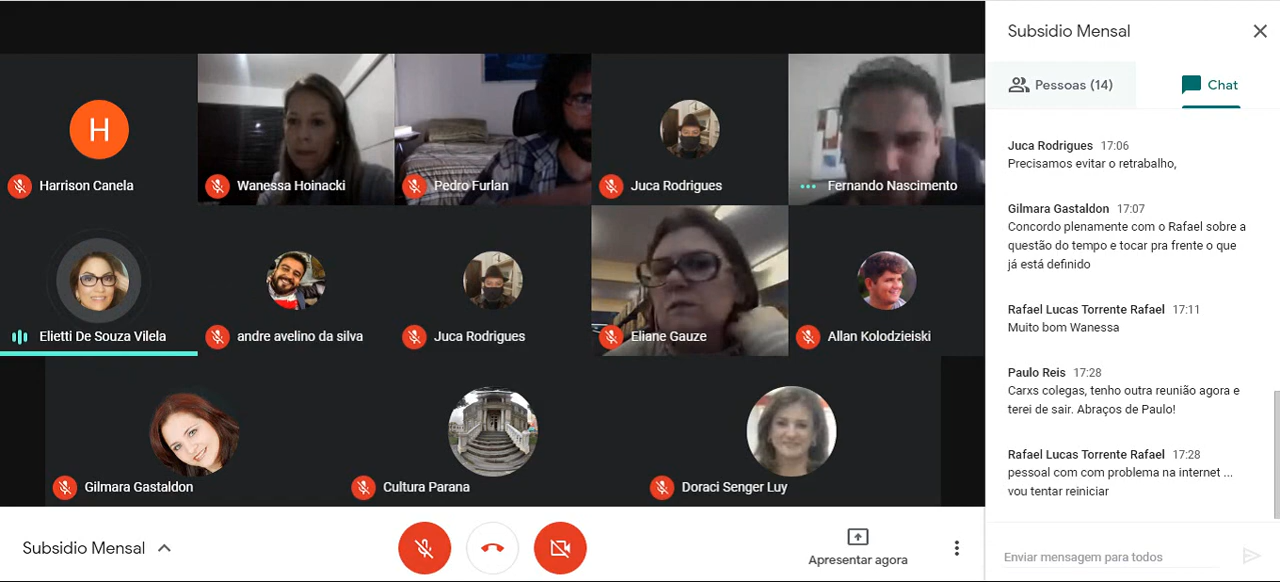 H
Harrison Canela
Wanessa Hoinacki
Pedro Furlan
Juca Rodrigues
Fernando Nascimento
Elietti De Souza Vilela
andre avelino da silva
Juca Rodrigues
Eliane Gauze
Allan Kolodzieiski
Gilmara Gastaldon
Cultura Parana
Doraci Senger Luy
Subsidio Mensal
Apresentar agora
Subsidio Mensal
Pessoas (14)
Chat
Juca Rodrigues 17:06
Precisamos evitar o retrabalho,
Gilmara Gastaldon 17:07
Concordo plenamente com o Rafael sobre a
questão do tempo e tocar pra frente o que
já está definido
Rafael Lucas Torrente Rafael 17:11
Muito bom Wanessa
Paulo Reis 17:28
Carxs colegas, tenho outra reunião agora e
terei de sair. Abraços de Paulo!
Rafael Lucas Torrente Rafael 17:28
pessoal com com problema na internet ...
vou tentar reiniciar
Enviar mensagem para todos